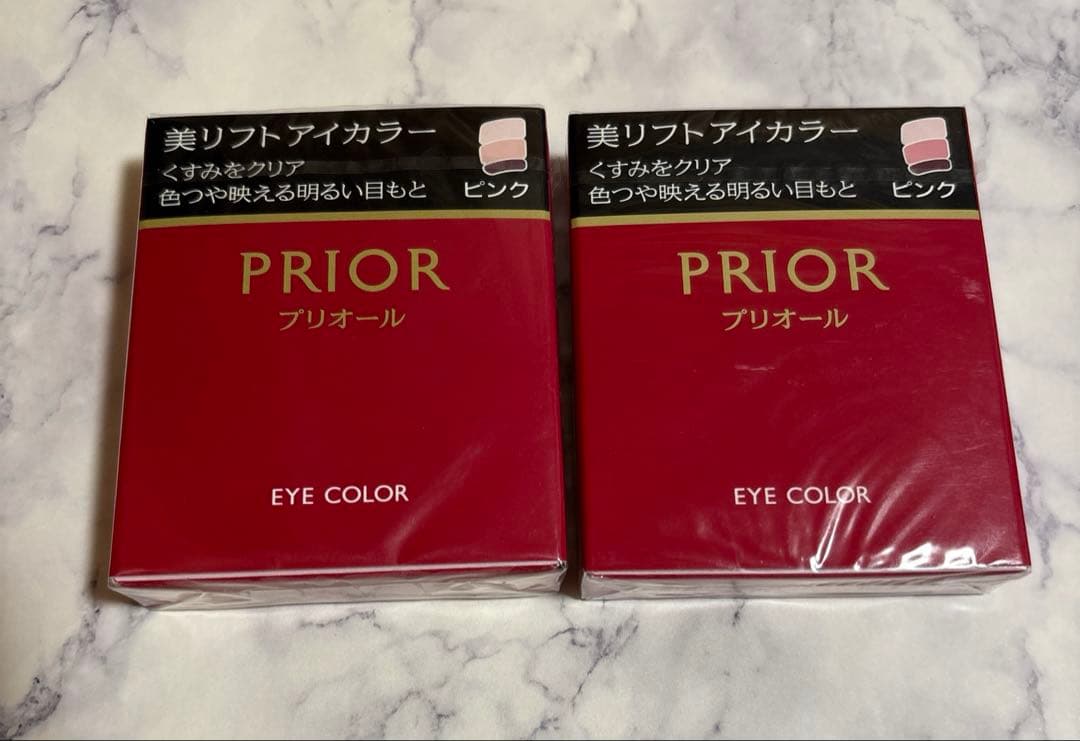 美リフトアイカラー
くすみをクリア
色つや映える明るい目もと
ピンク
PRIOR
プリオール
EYE COLOR
美リフトアイカラー
くすみをクリア
色つや映える明るい目もと
ピンク
PRIOR
プリオール
EYE COLOR